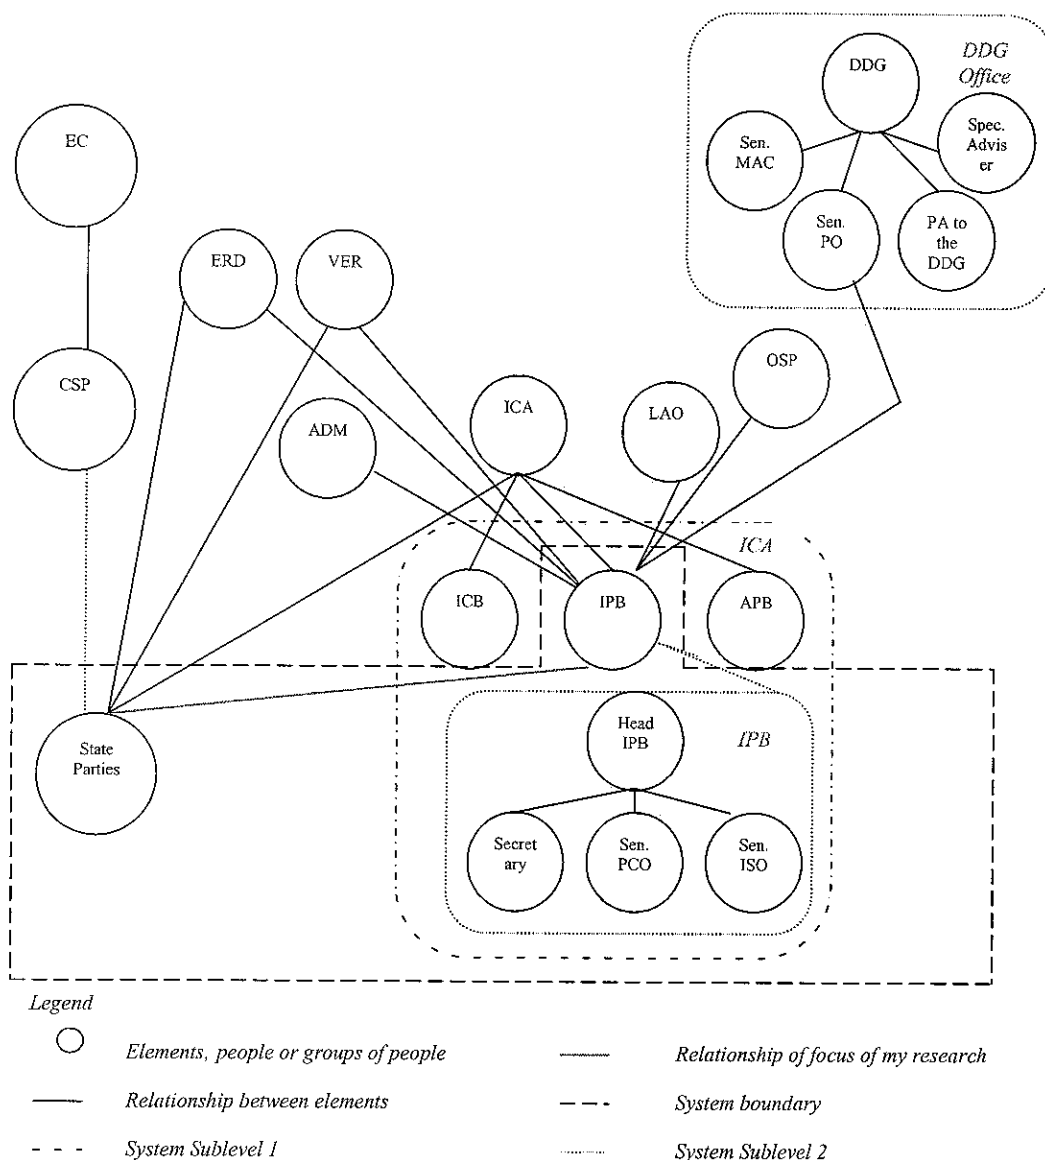 DDG
Office
DDG
Spec.
Advis
er
Sen.
MAC
Sen.
PO
PA to
the
DDG
EC
ERD
VER
OSP
CSP
ICA
LAO
ADM
ICA
ICB
IPB
APB
Head
IPB
IPB
State
Parties
Secret
ary
Sen.
PCO
Sen.
ISO
Legend
Elements, people or groups of people
Relationship of focus of my research
Relationship between elements
System boundary
System Sublevel 1
System Sublevel 2